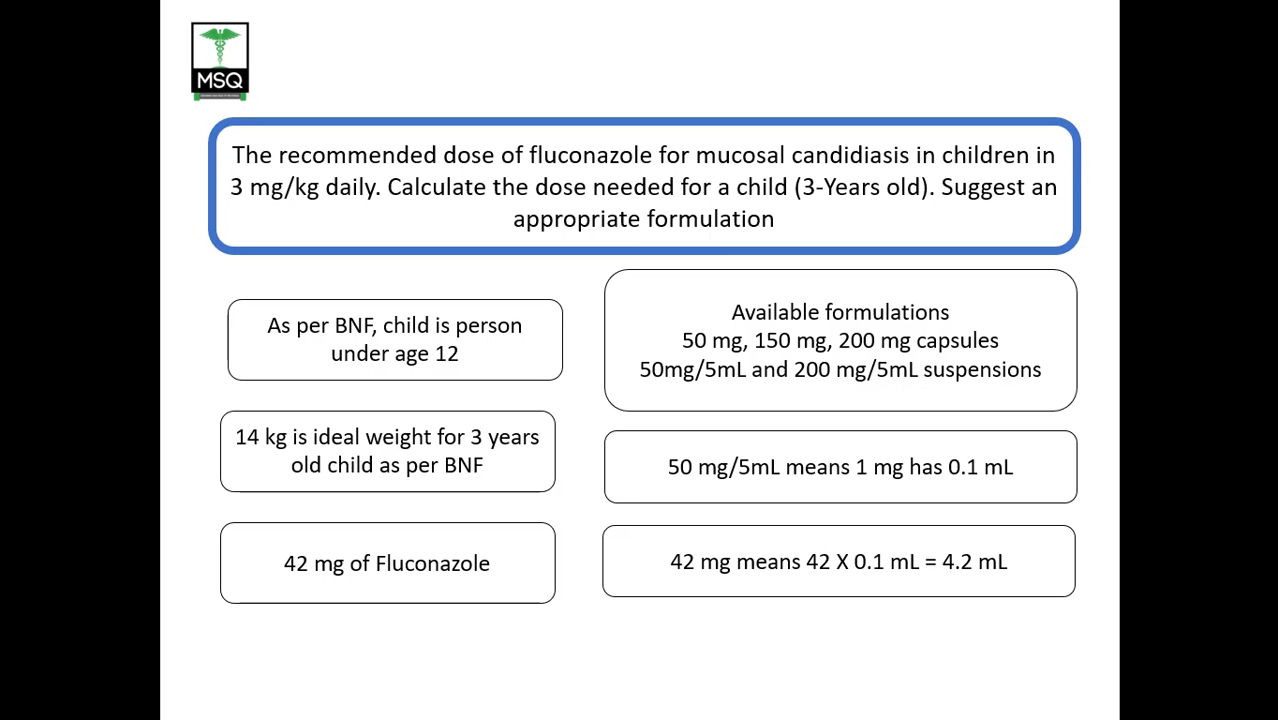 MSQ
The recommended dose of fluconazole for mucosal candidiasis in children in
3 mg/kg daily. Calculate the dose needed for a child (3-Years old). Suggest an
appropriate formulation
As per BNF, child is person
under age 12
14 kg is ideal weight for 3 years
old child as per BNF
42 mg of Fluconazole
Available formulations
50 mg, 150 mg, 200 mg capsules
50mg/5mL and 200 mg/5mL suspensions
50 mg/5mL means 1 mg has 0.1 mL
42 mg means 42 X 0.1 mL = 4.2 mL